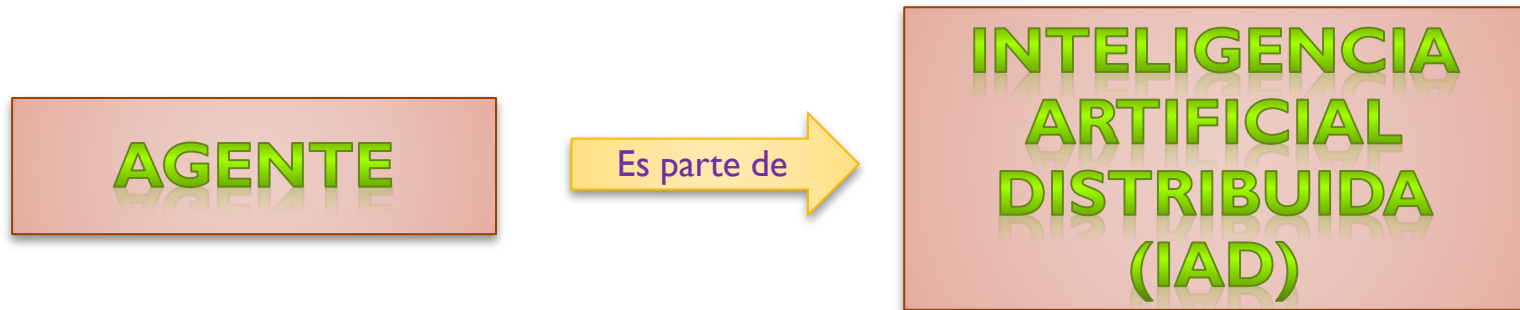 AGENTE
Es parte de
INTELIGENCIA
ARTIFICIAL
DISTRIBUIDA
(IAD)